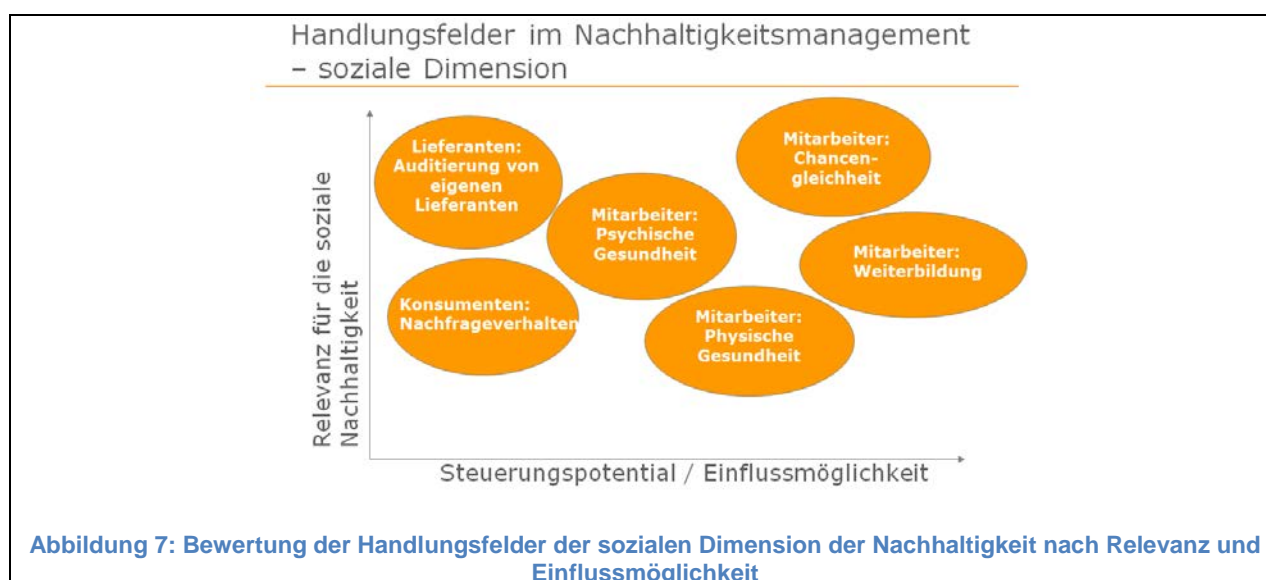 Handlungsfelder im Nachhaltigkeitsmanagement
– soziale Dimension
Relevanz für die soziale
Nachhaltigkeit
Lieferanten:
Auditierung von
eigenen
Lieferanten
Mitarbeiter:
Chancen-
gleichheit
Mitarbeiter:
Psychische
Gesundheit
Mitarbeiter:
Weiterbildung
Konsumenten:
Nachfrageverhalten
Mitarbeiter:
Physische
Gesundheit
Steuerungspotential / Einflussmöglichkeit
Abbildung 7: Bewertung der Handlungsfelder der sozialen Dimension der Nachhaltigkeit nach Relevanz und
Einflussmöglichkeit